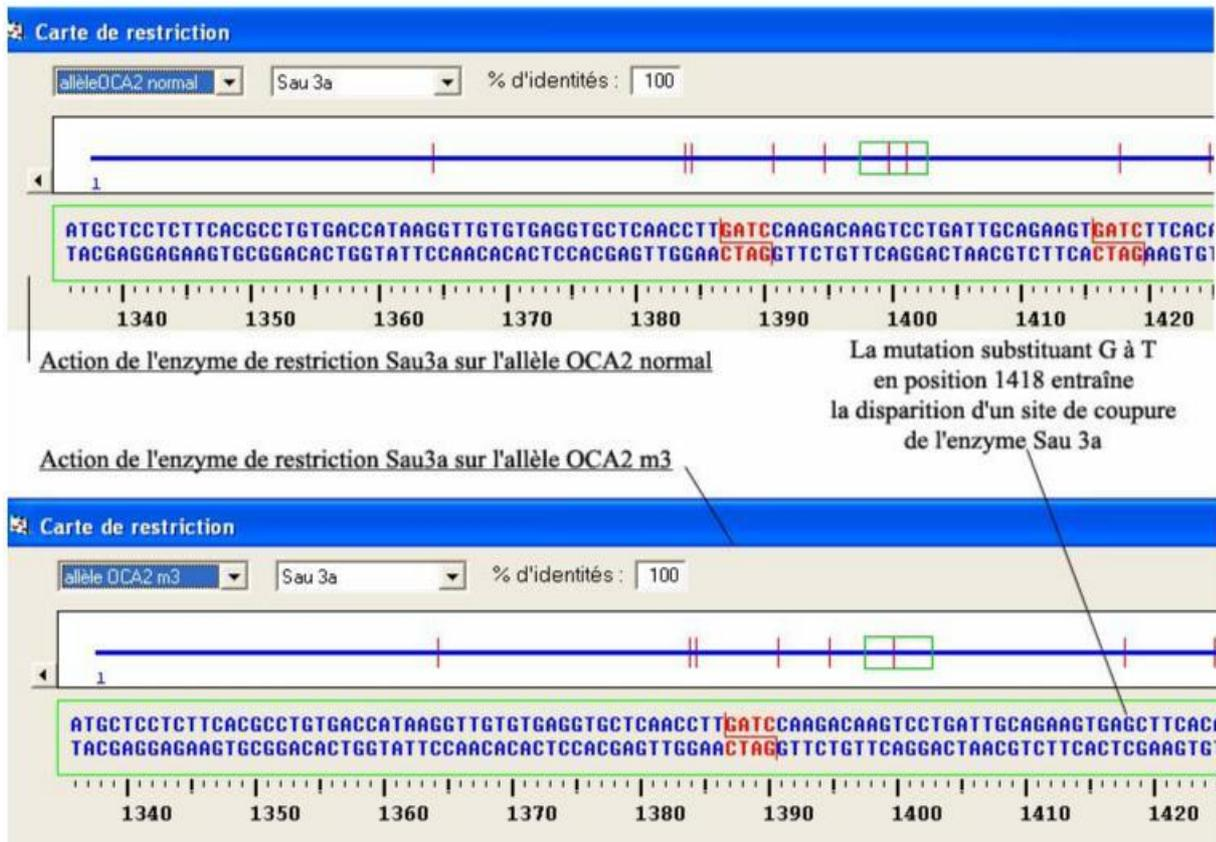 Carte de restriction
allèleOCA2 normal Sau 3a % d'identités : 100
1
ATGCTCCTCTTCACGCCTGTGACCATAAGGTTGTGTGAGGTGCTCAACCTTGATCCAAGACAAGTCCTGATTGCAGAAGTGATCTTCACA
TACGAGGAGAAGTGCGGACACTGGTATTCCAACACACTCCACGAGTTGGAACTAGGTTCTGTTCAGGACTAACGTCTTCACTAGAAGTGT
1340 1350 1360 1370 1380 1390 1400 1410 1420
Action de l'enzyme de restriction Sau3a sur l'allèle OCA2 normal
La mutation substituant G à T
en position 1418 entraîne
la disparition d'un site de coupure
de l'enzyme Sau 3a
Action de l'enzyme de restriction Sau3a sur l'allèle OCA2 m3
Carte de restriction
allèle OCA2 m3 Sau 3a % d'identités : 100
1
ATGCTCCTCTTCACGCCTGTGACCATAAGGTTGTGTGAGGTGCTCAACCTTGATCCAAGACAAGTCCTGATTGCAGAAGTGAGCTTCACA
TACGAGGAGAAGTGCGGACACTGGTATTCCAACACACTCCACGAGTTGGAACTAGGTTCTGTTCAGGACTAACGTCTTCACTCGAAGTGT
1340 1350 1360 1370 1380 1390 1400 1410 1420